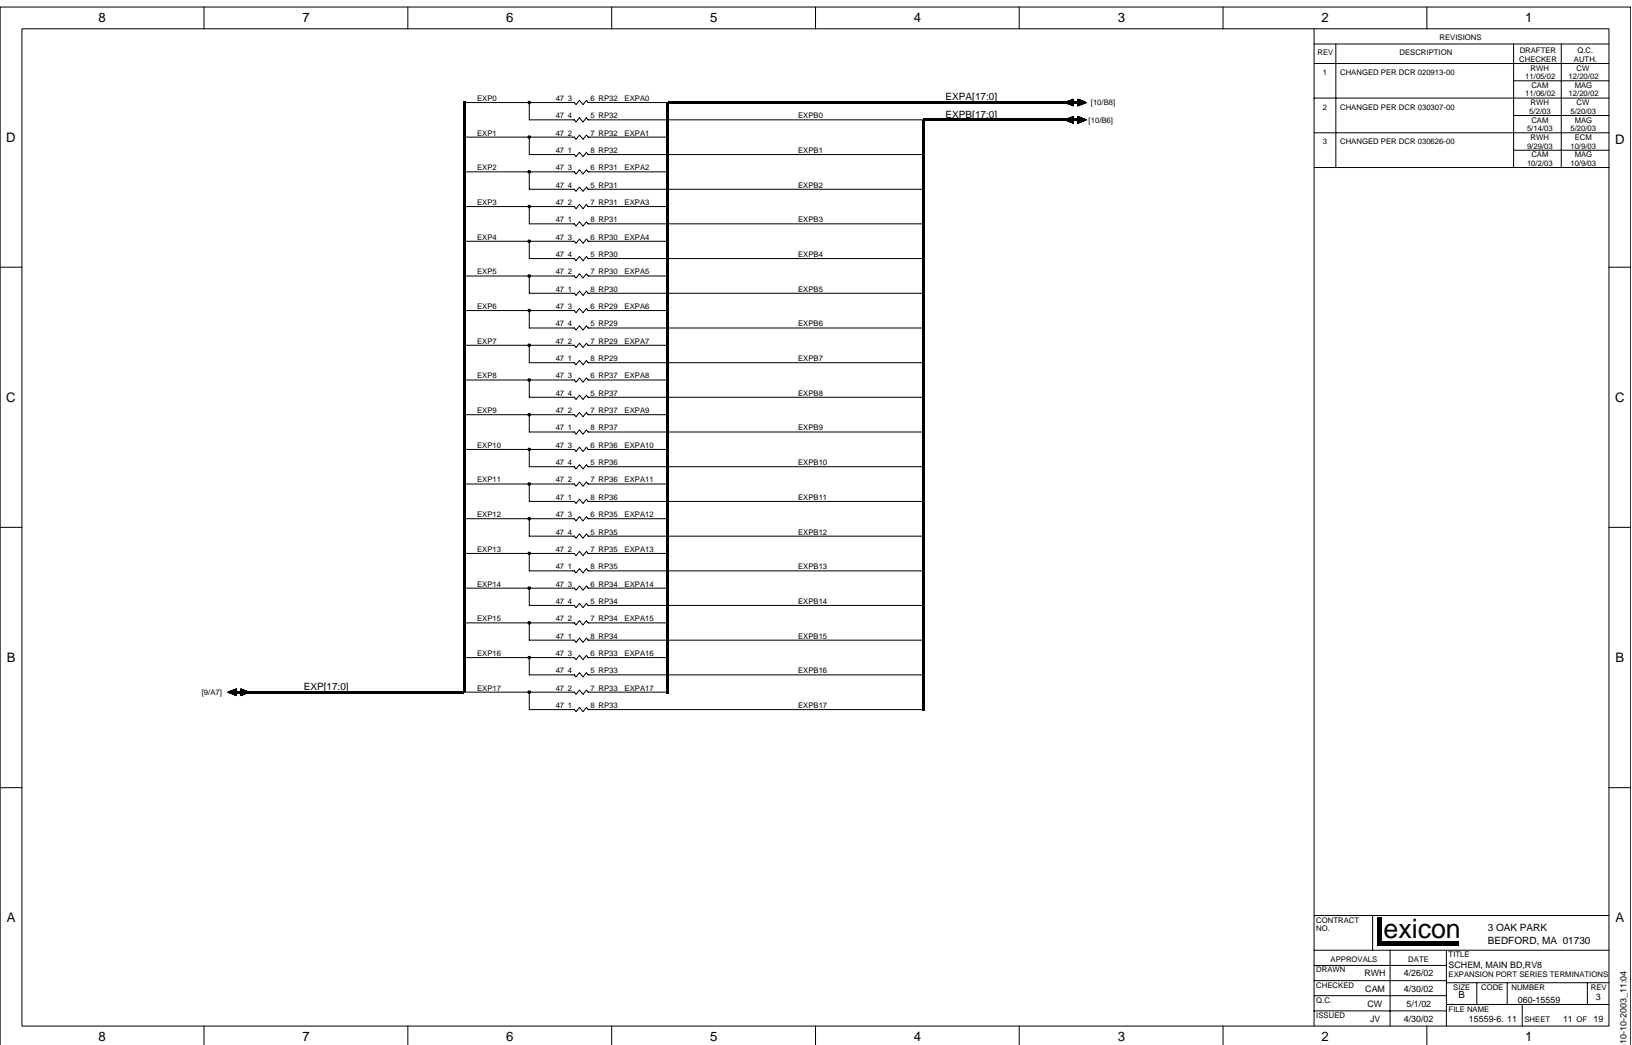 8 7 6 5 4 3 2 1
REVISIONS
REV DESCRIPTION DRAFTER CHECKER Q.C. AUTH.
1 CHANGED PER DCR 020913-00 RWH 11/05/02 CW 12/20/02
CAM 11/06/02 MAG 12/20/02
2 CHANGED PER DCR 030307-00 RWH 5/2/03 CW 5/20/03
CAM 5/14/03 MAG 5/20/03
3 CHANGED PER DCR 030626-00 RWH 9/29/03 ECM 10/9/03
CAM 10/2/03 MAG 10/9/03
D D
C C
B B
A A
EXPA[17:0] [10/B8]
EXPB[17:0] [10/B6]
EXP0 47 3 6 RP32 EXPA0
47 4 5 RP32 EXPB0
EXP1 47 2 7 RP32 EXPA1
47 1 8 RP32 EXPB1
EXP2 47 3 6 RP31 EXPA2
47 4 5 RP31 EXPB2
EXP3 47 2 7 RP31 EXPA3
47 1 8 RP31 EXPB3
EXP4 47 3 6 RP30 EXPA4
47 4 5 RP30 EXPB4
EXP5 47 2 7 RP30 EXPA5
47 1 8 RP30 EXPB5
EXP6 47 3 6 RP29 EXPA6
47 4 5 RP29 EXPB6
EXP7 47 2 7 RP29 EXPA7
47 1 8 RP29 EXPB7
EXP8 47 3 6 RP37 EXPA8
47 4 5 RP37 EXPB8
EXP9 47 2 7 RP37 EXPA9
47 1 8 RP37 EXPB9
EXP10 47 3 6 RP36 EXPA10
47 4 5 RP36 EXPB10
EXP11 47 2 7 RP36 EXPA11
47 1 8 RP36 EXPB11
EXP12 47 3 6 RP35 EXPA12
47 4 5 RP35 EXPB12
EXP13 47 2 7 RP35 EXPA13
47 1 8 RP35 EXPB13
EXP14 47 3 6 RP34 EXPA14
47 4 5 RP34 EXPB14
EXP15 47 2 7 RP34 EXPA15
47 1 8 RP34 EXPB15
EXP16 47 3 6 RP33 EXPA16
47 4 5 RP33 EXPB16
[9/A7] EXP[17:0] EXP17 47 2 7 RP33 EXPA17
47 1 8 RP33 EXPB17
CONTRACT NO.
Lexicon
3 OAK PARK
BEDFORD, MA 01730
APPROVALS DATE
DRAWN RWH 4/26/02
CHECKED CAM 4/30/02
Q.C. CW 5/1/02
ISSUED JV 4/30/02
TITLE
SCHEM, MAIN BD,RV8
EXPANSION PORT SERIES TERMINATIONS
SIZE B CODE NUMBER 060-15559 REV 3
FILE NAME 15559-6. 11 SHEET 11 OF 19
10-10-2003_11:04
8 7 6 5 4 3 2 1